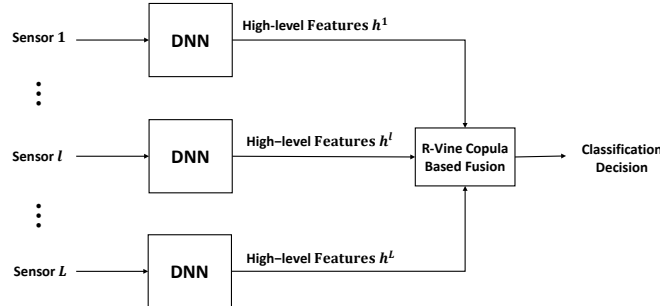 Sensor 1
DNN
High-level Features h¹
Sensor l
DNN
High-level Features hˡ
R-Vine Copula
Based Fusion
Classification
Decision
Sensor L
DNN
High-level Features hᴸ